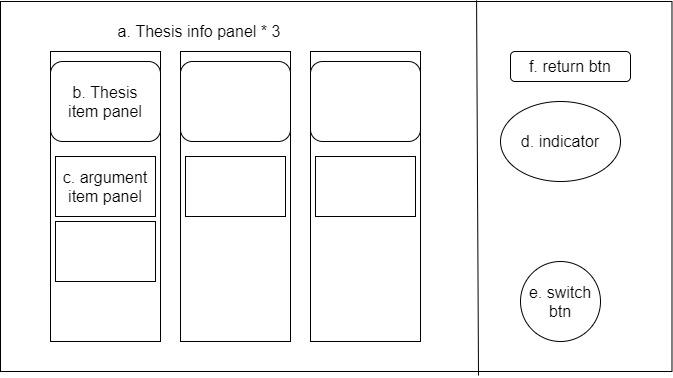 a. Thesis info panel * 3
b. Thesis
item panel
c. argument
item panel
f. return btn
d. indicator
e. switch
btn